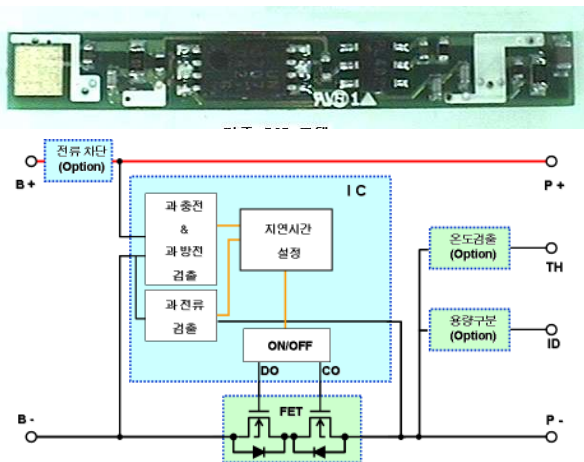 전류 차단
(Option)
B +
P +
I C
과 충전
&
과 방전
검출
지연시간
설정
온도검출
(Option)
TH
과 전류
검출
용량구분
(Option)
ID
ON/OFF
DO
CO
FET
B -
P -